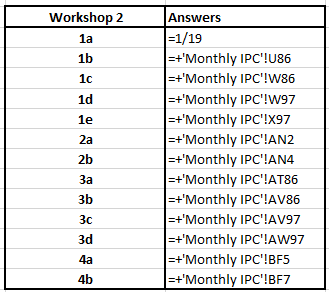 Workshop 2 Answers
1a =1/19
1b =+'Monthly IPC'!U86
1c =+'Monthly IPC'!W86
1d =+'Monthly IPC'!W97
1e =+'Monthly IPC'!X97
2a =+'Monthly IPC'!AN2
2b =+'Monthly IPC'!AN4
3a =+'Monthly IPC'!AT86
3b =+'Monthly IPC'!AV86
3c =+'Monthly IPC'!AV97
3d =+'Monthly IPC'!AW97
4a =+'Monthly IPC'!BF5
4b =+'Monthly IPC'!BF7